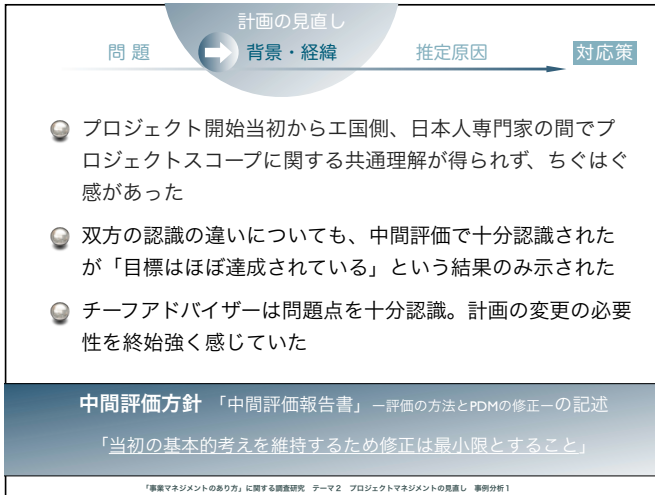 計画の見直し
問 題 背景・経緯 推定原因 対応策
プロジェクト開始当初からエ国側、日本人専門家の間でプ
ロジェクトスコープに関する共通理解が得られず、ちぐはぐ
感があった
双方の認識の違いについても、中間評価で十分認識された
が「目標はほぼ達成されている」という結果のみ示された
チーフアドバイザーは問題点を十分認識。計画の変更の必要
性を終始強く感じていた
中間評価方針 「中間評価報告書」 ー評価の方法とPDMの修正ーの記述
「当初の基本的考えを維持するため修正は最小限とすること」
「事業マネジメントのあり方」に関する調査研究 テーマ2 プロジェクトマネジメントの見直し 事例分析1